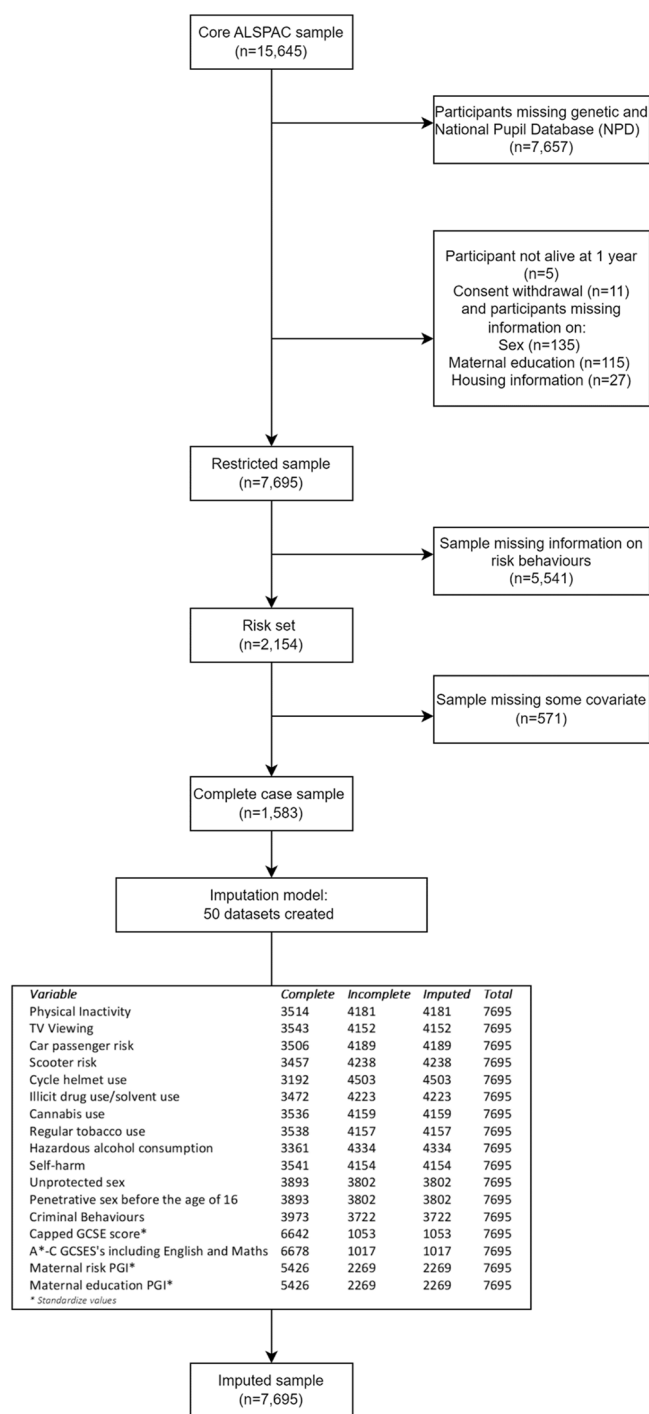 Core ALSPAC sample
(n=15,645)
Participants missing genetic and
National Pupil Database (NPD)
(n=7,657)
Participant not alive at 1 year
(n=5)
Consent withdrawal (n=11)
and participants missing
information on:
Sex (n=135)
Maternal education (n=115)
Housing information (n=27)
Restricted sample
(n=7,695)
Sample missing information on
risk behaviours
(n=5,541)
Risk set
(n=2,154)
Sample missing some covariate
(n=571)
Complete case sample
(n=1,583)
Imputation model:
50 datasets created
Variable Complete Incomplete Imputed Total
Physical Inactivity 3514 4181 4181 7695
TV Viewing 3543 4152 4152 7695
Car passenger risk 3506 4189 4189 7695
Scooter risk 3457 4238 4238 7695
Cycle helmet use 3192 4503 4503 7695
Illicit drug use/solvent use 3472 4223 4223 7695
Cannabis use 3536 4159 4159 7695
Regular tobacco use 3538 4157 4157 7695
Hazardous alcohol consumption 3361 4334 4334 7695
Self-harm 3541 4154 4154 7695
Unprotected sex 3893 3802 3802 7695
Penetrative sex before the age of 16 3893 3802 3802 7695
Criminal Behaviours 3973 3722 3722 7695
Capped GCSE score* 6642 1053 1053 7695
A*-C GCSES's including English and Maths 6678 1017 1017 7695
Maternal risk PGI* 5426 2269 2269 7695
Maternal education PGI* 5426 2269 2269 7695
* Standardize values
Imputed sample
(n=7,695)